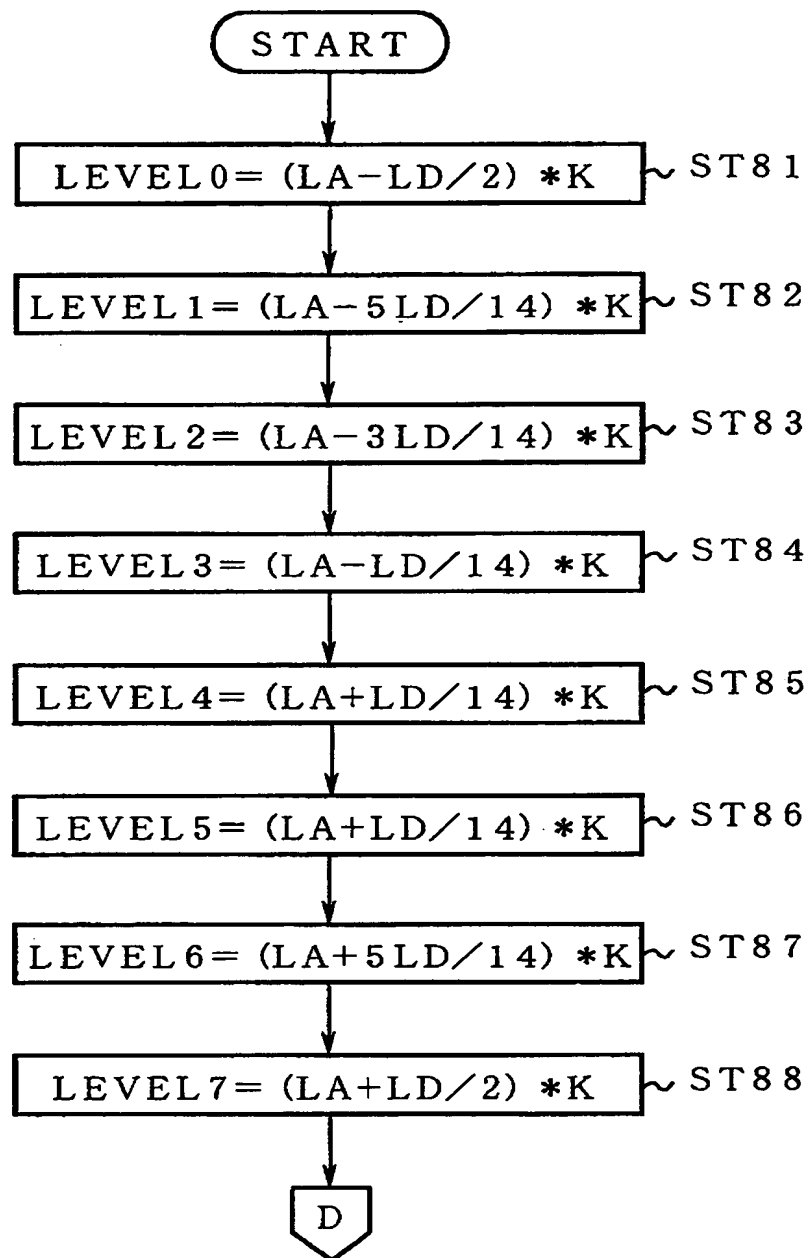 START
LEVEL0=(LA-LD/2)*K
ST81
LEVEL1=(LA-5LD/14)*K
ST82
LEVEL2=(LA-3LD/14)*K
ST83
LEVEL3=(LA-LD/14)*K
ST84
LEVEL4=(LA+LD/14)*K
ST85
LEVEL5=(LA+LD/14)*K
ST86
LEVEL6=(LA+5LD/14)*K
ST87
LEVEL7=(LA+LD/2)*K
ST88
D